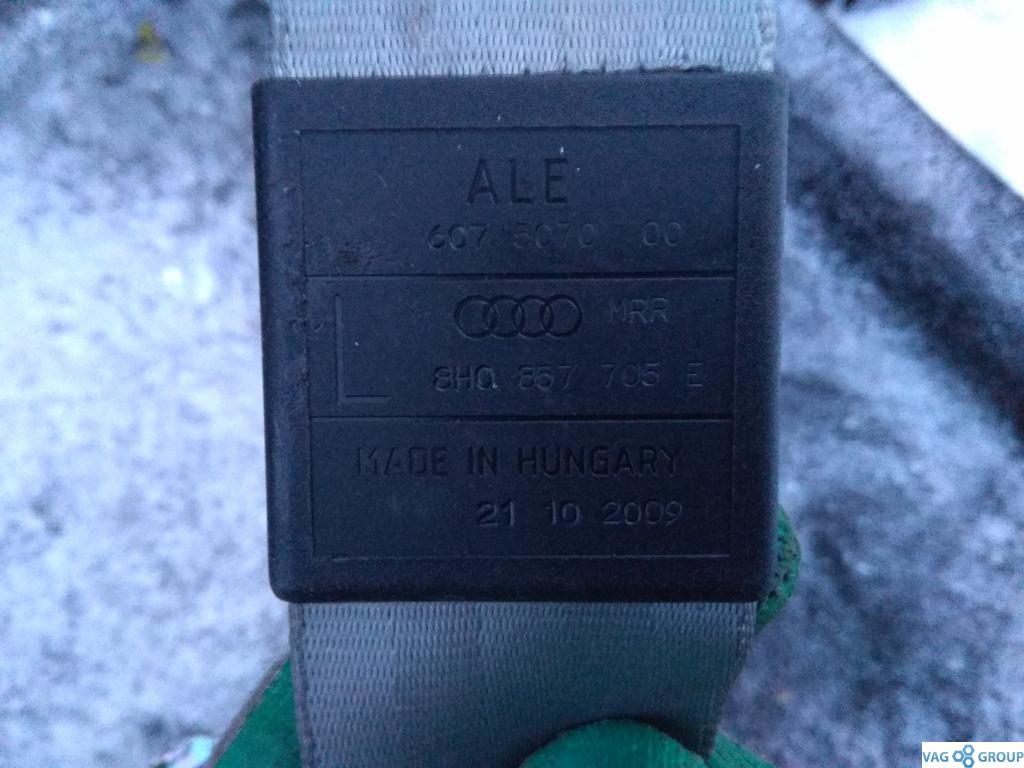 ALE
607 5070 00
L MRR
8H0 857 705 E
MADE IN HUNGARY
21 10 2009
VAG GROUP